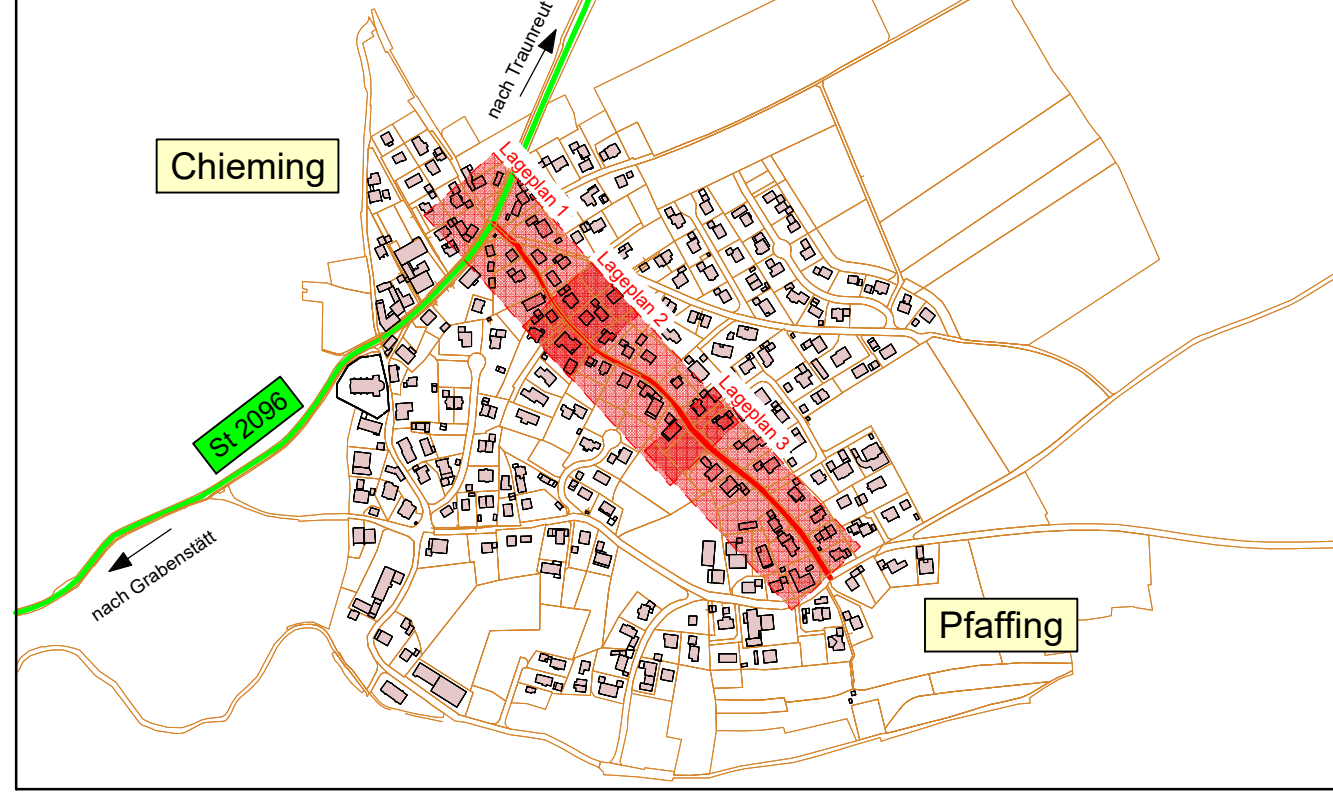 nach Traunreut
Chieming
Lageplan 1
Lageplan 2
Lageplan 3
St 2096
nach Grabenstätt
Pfaffing